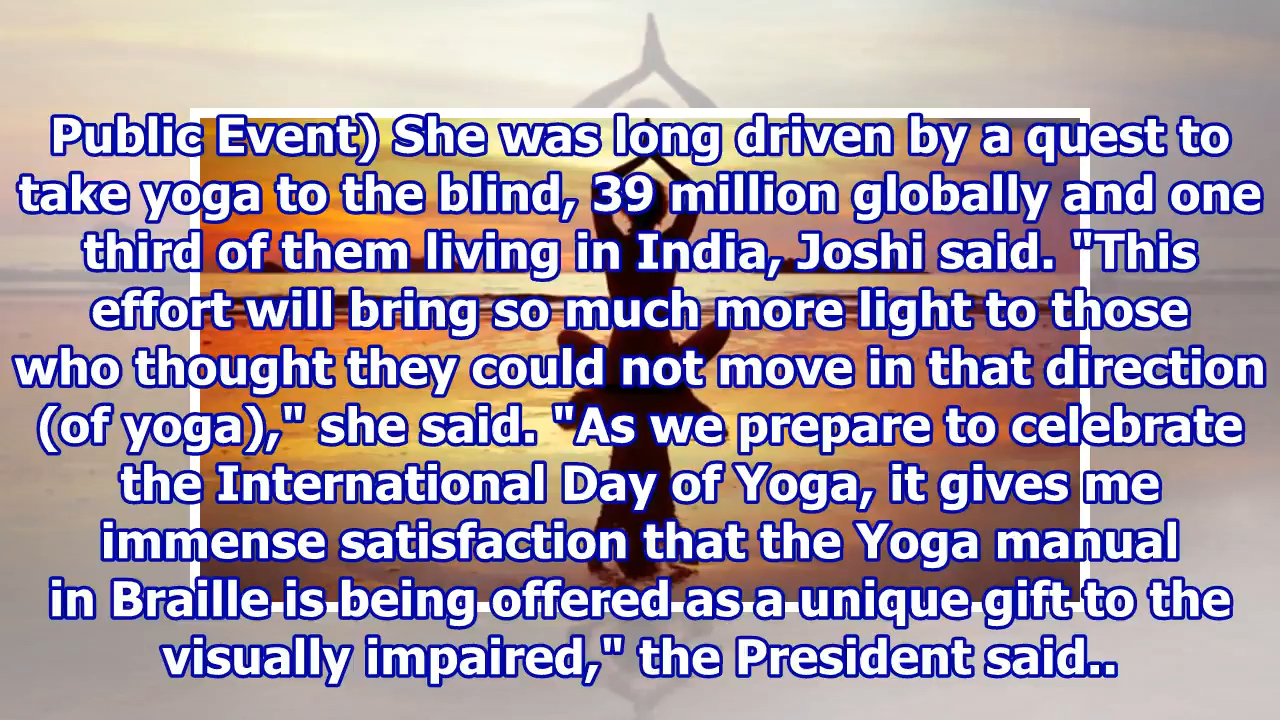 Public Event) She was long driven by a quest to
take yoga to the blind, 39 million globally and one
third of them living in India, Joshi said. "This
effort will bring so much more light to those
who thought they could not move in that direction
(of yoga)," she said. "As we prepare to celebrate
the International Day of Yoga, it gives me
immense satisfaction that the Yoga manual
in Braille is being offered as a unique gift to the
visually impaired," the President said..